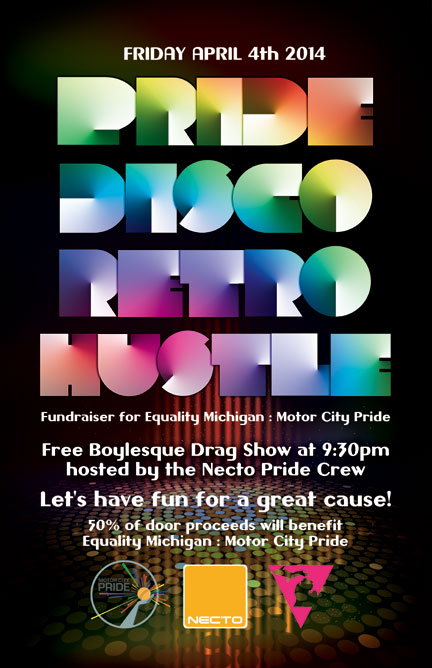 FRIDAY APRIL 4th 2014
PRIDE
DISCO
RETRO
HUSTLE
Fundraiser for Equality Michigan : Motor City Pride
Free Boylesque Drag Show at 9:30pm
hosted by the Necto Pride Crew
Let's have fun for a great cause!
50% of door proceeds will benefit
Equality Michigan : Motor City Pride
MOTOR CITY
PRIDE
NECTO